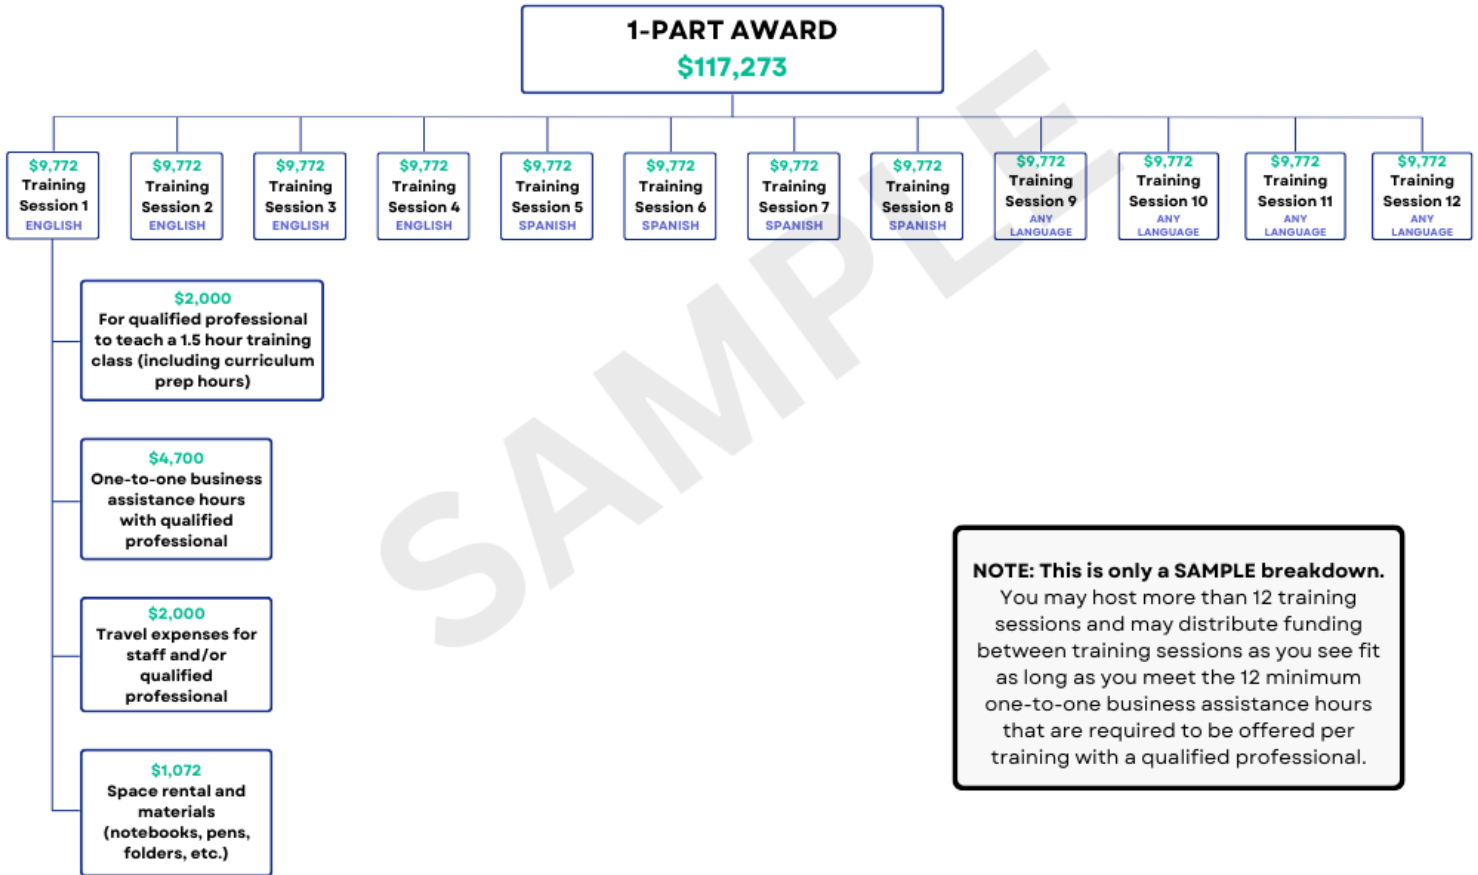 1-PART AWARD
$117,273
$9,772
Training
Session 1
ENGLISH
$9,772
Training
Session 2
ENGLISH
$9,772
Training
Session 3
ENGLISH
$9,772
Training
Session 4
ENGLISH
$9,772
Training
Session 5
SPANISH
$9,772
Training
Session 6
SPANISH
$9,772
Training
Session 7
SPANISH
$9,772
Training
Session 8
SPANISH
$9,772
Training
Session 9
ANY
LANGUAGE
$9,772
Training
Session 10
ANY
LANGUAGE
$9,772
Training
Session 11
ANY
LANGUAGE
$9,772
Training
Session 12
ANY
LANGUAGE
$2,000
For qualified professional
to teach a 1.5 hour training
class (including curriculum
prep hours)
$4,700
One-to-one business
assistance hours
with qualified
professional
$2,000
Travel expenses for
staff and/or
qualified
professional
$1,072
Space rental and
materials
(notebooks, pens,
folders, etc.)
SAMPLE
NOTE: This is only a SAMPLE breakdown.
You may host more than 12 training
sessions and may distribute funding
between training sessions as you see fit
as long as you meet the 12 minimum
one-to-one business assistance hours
that are required to be offered per
training with a qualified professional.